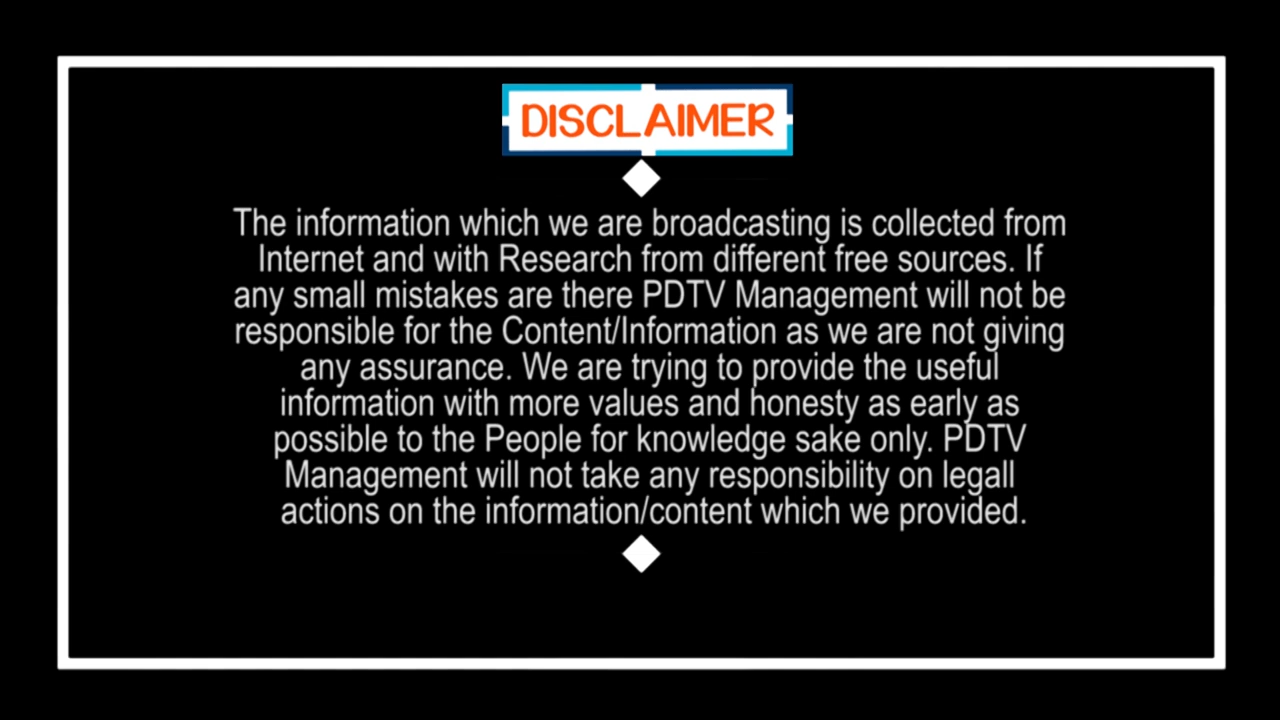 DISCLAIMER
The information which we are broadcasting is collected from
Internet and with Research from different free sources. If
any small mistakes are there PDTV Management will not be
responsible for the Content/Information as we are not giving
any assurance. We are trying to provide the useful
information with more values and honesty as early as
possible to the People for knowledge sake only. PDTV
Management will not take any responsibility on legall
actions on the information/content which we provided.